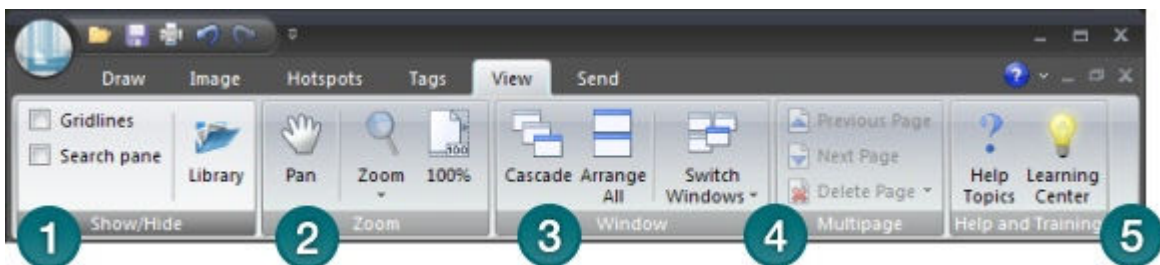 Draw Image Hotspots Tags View Send
Gridlines
Search pane
Library
Show/Hide
1
Pan
Zoom
100
100%
Zoom
2
Cascade
Arrange
All
Switch
Windows
Window
3
Previous Page
Next Page
Delete Page
Multipage
4
?
Help
Topics
Learning
Center
Help and Training
5